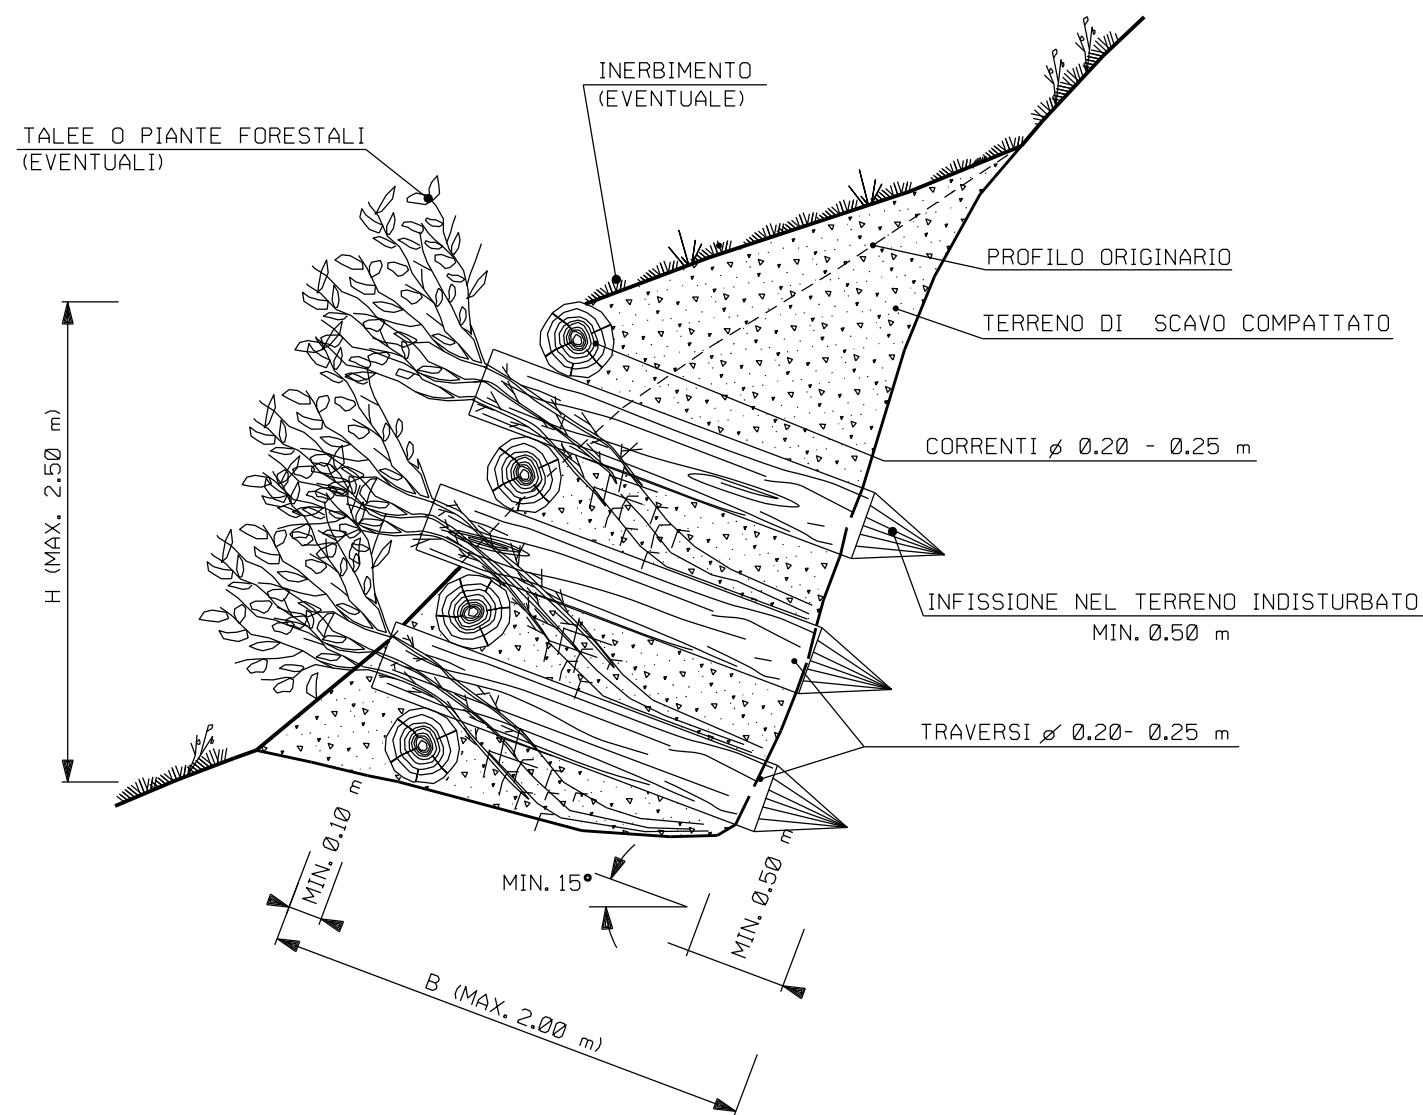 INERBIMENTO
(EVENTUALE)
TALEE O PIANTE FORESTALI
(EVENTUALI)
PROFILO ORIGINARIO
TERRENO DI SCAVO COMPATTATO
H (MAX. 2.50 m)
CORRENTI ø 0.20 - 0.25 m
INFISSIONE NEL TERRENO INDISTURBATO
MIN. 0.50 m
TRAVERSI ø 0.20- 0.25 m
MIN. 0.10 m
MIN. 15°
MIN. 0.50 m
B (MAX. 2.00 m)